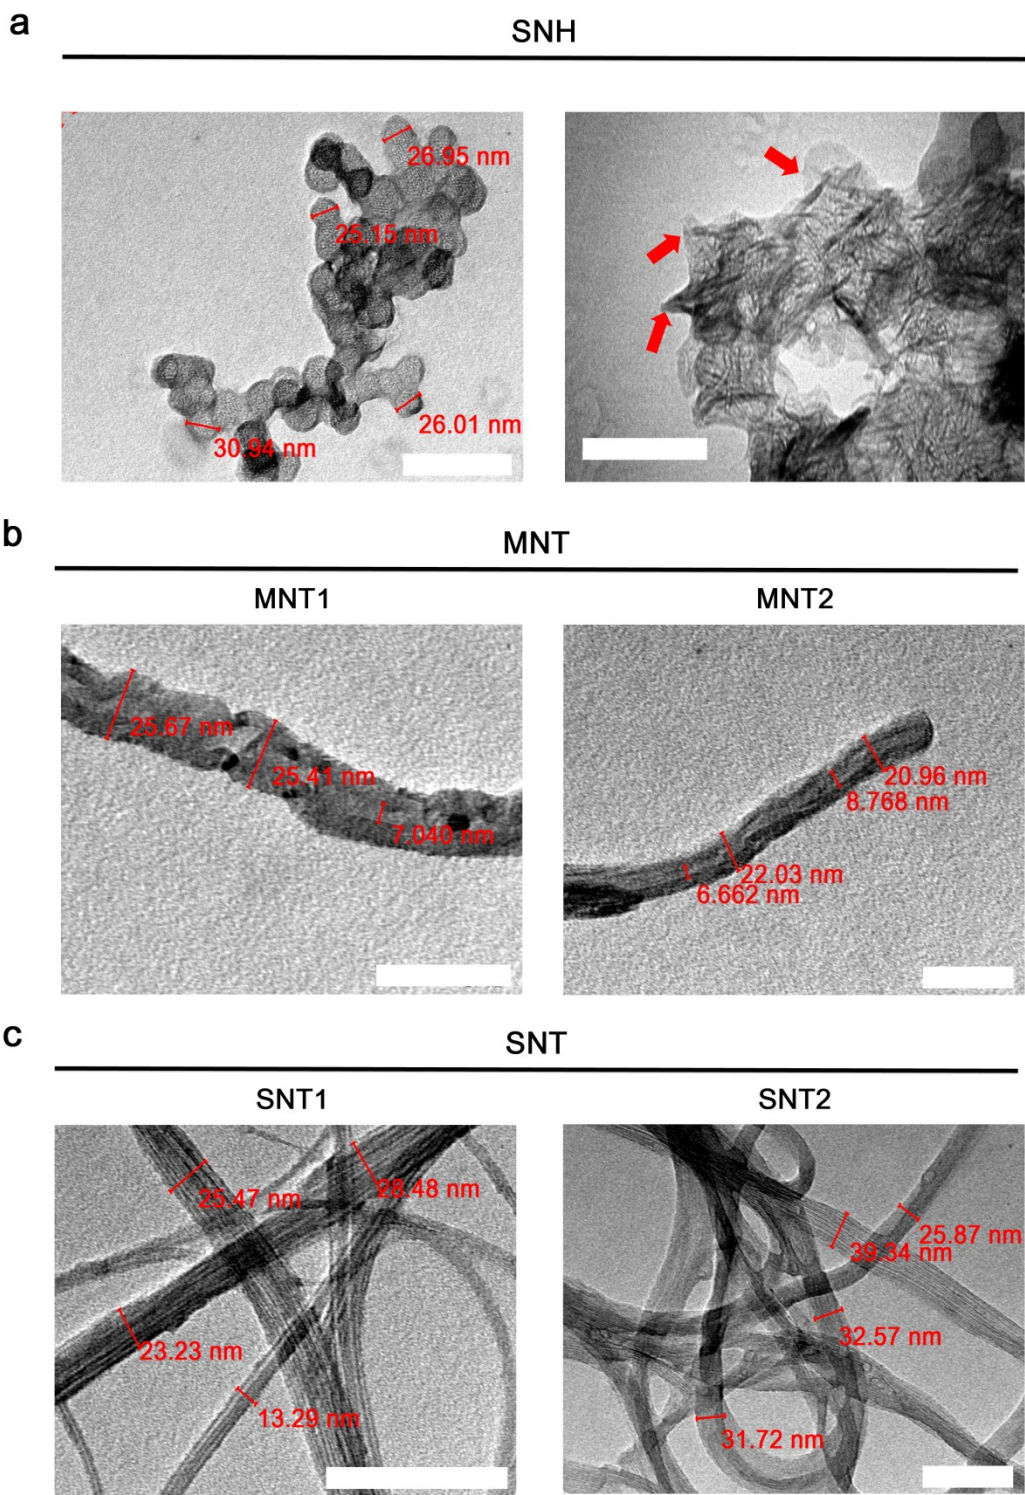 a
SNH
26.95 nm
25.15 nm
26.01 nm
30.94 nm
b
MNT
MNT1
MNT2
25.67 nm
25.41 nm
7.040 nm
20.96 nm
8.768 nm
22.03 nm
6.662 nm
c
SNT
SNT1
SNT2
25.47 nm
28.48 nm
23.23 nm
13.29 nm
25.87 nm
39.34 nm
32.57 nm
31.72 nm